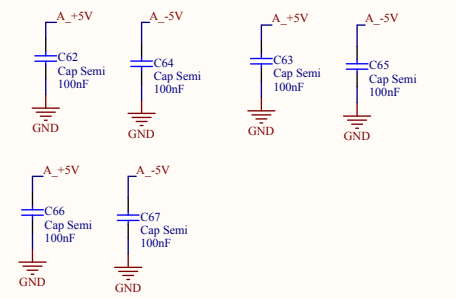 A_+5V
C62
Cap Semi
100nF
GND
A_-5V
C64
Cap Semi
100nF
GND
A_+5V
C63
Cap Semi
100nF
GND
A_-5V
C65
Cap Semi
100nF
GND
A_+5V
C66
Cap Semi
100nF
GND
A_-5V
C67
Cap Semi
100nF
GND